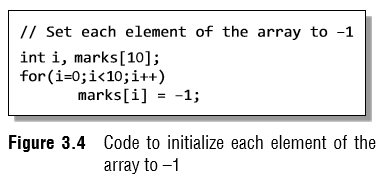 // Set each element of the array to –1
int i, marks[10];
for(i=0;i<10;i++)
marks[i] = –1;
Figure 3.4 Code to initialize each element of the
array to –1